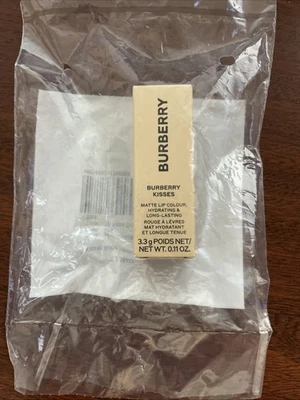 BURBERRY
BURBERRY
KISSES
MATTE LIP COLOUR,
HYDRATING &
LONG-LASTING
ROUGE À LÈVRES
MAT HYDRATANT
ET LONGUE TENUE
3.3 g POIDS NET/
NET WT. 0.11 OZ.